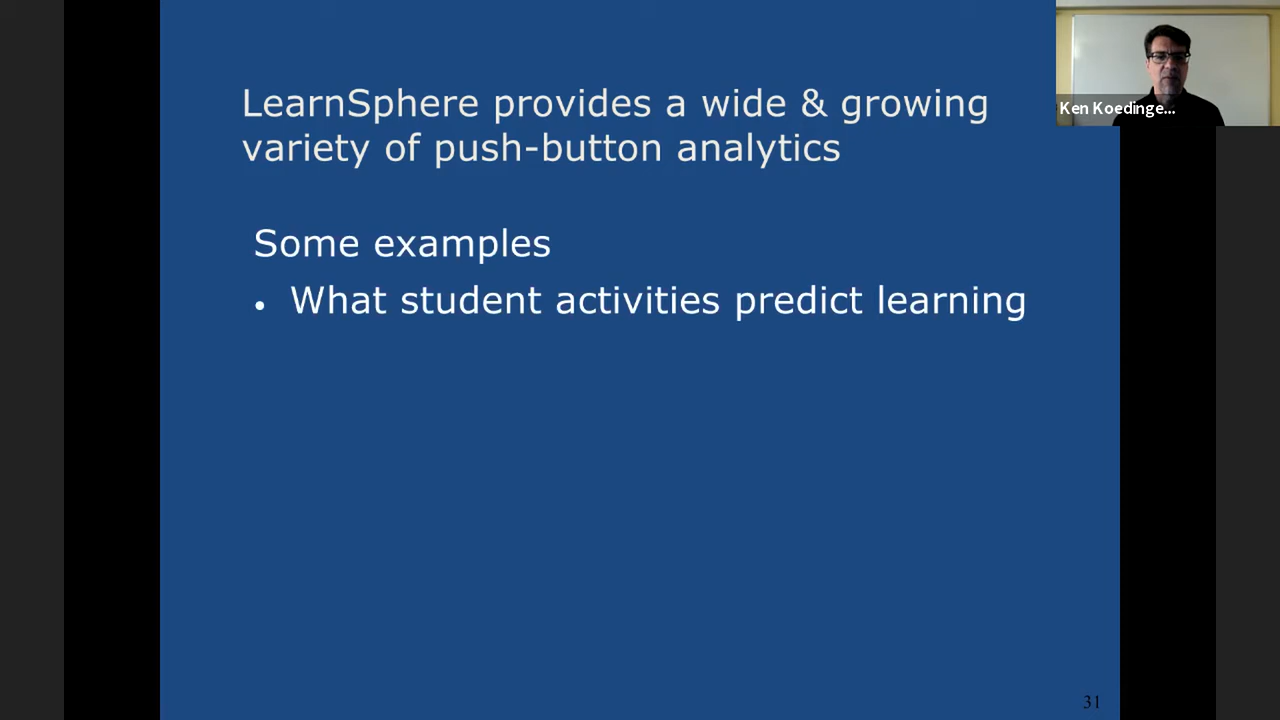 LearnSphere provides a wide & growing
variety of push-button analytics
Ken Koedinge...
Some examples
• What student activities predict learning
31